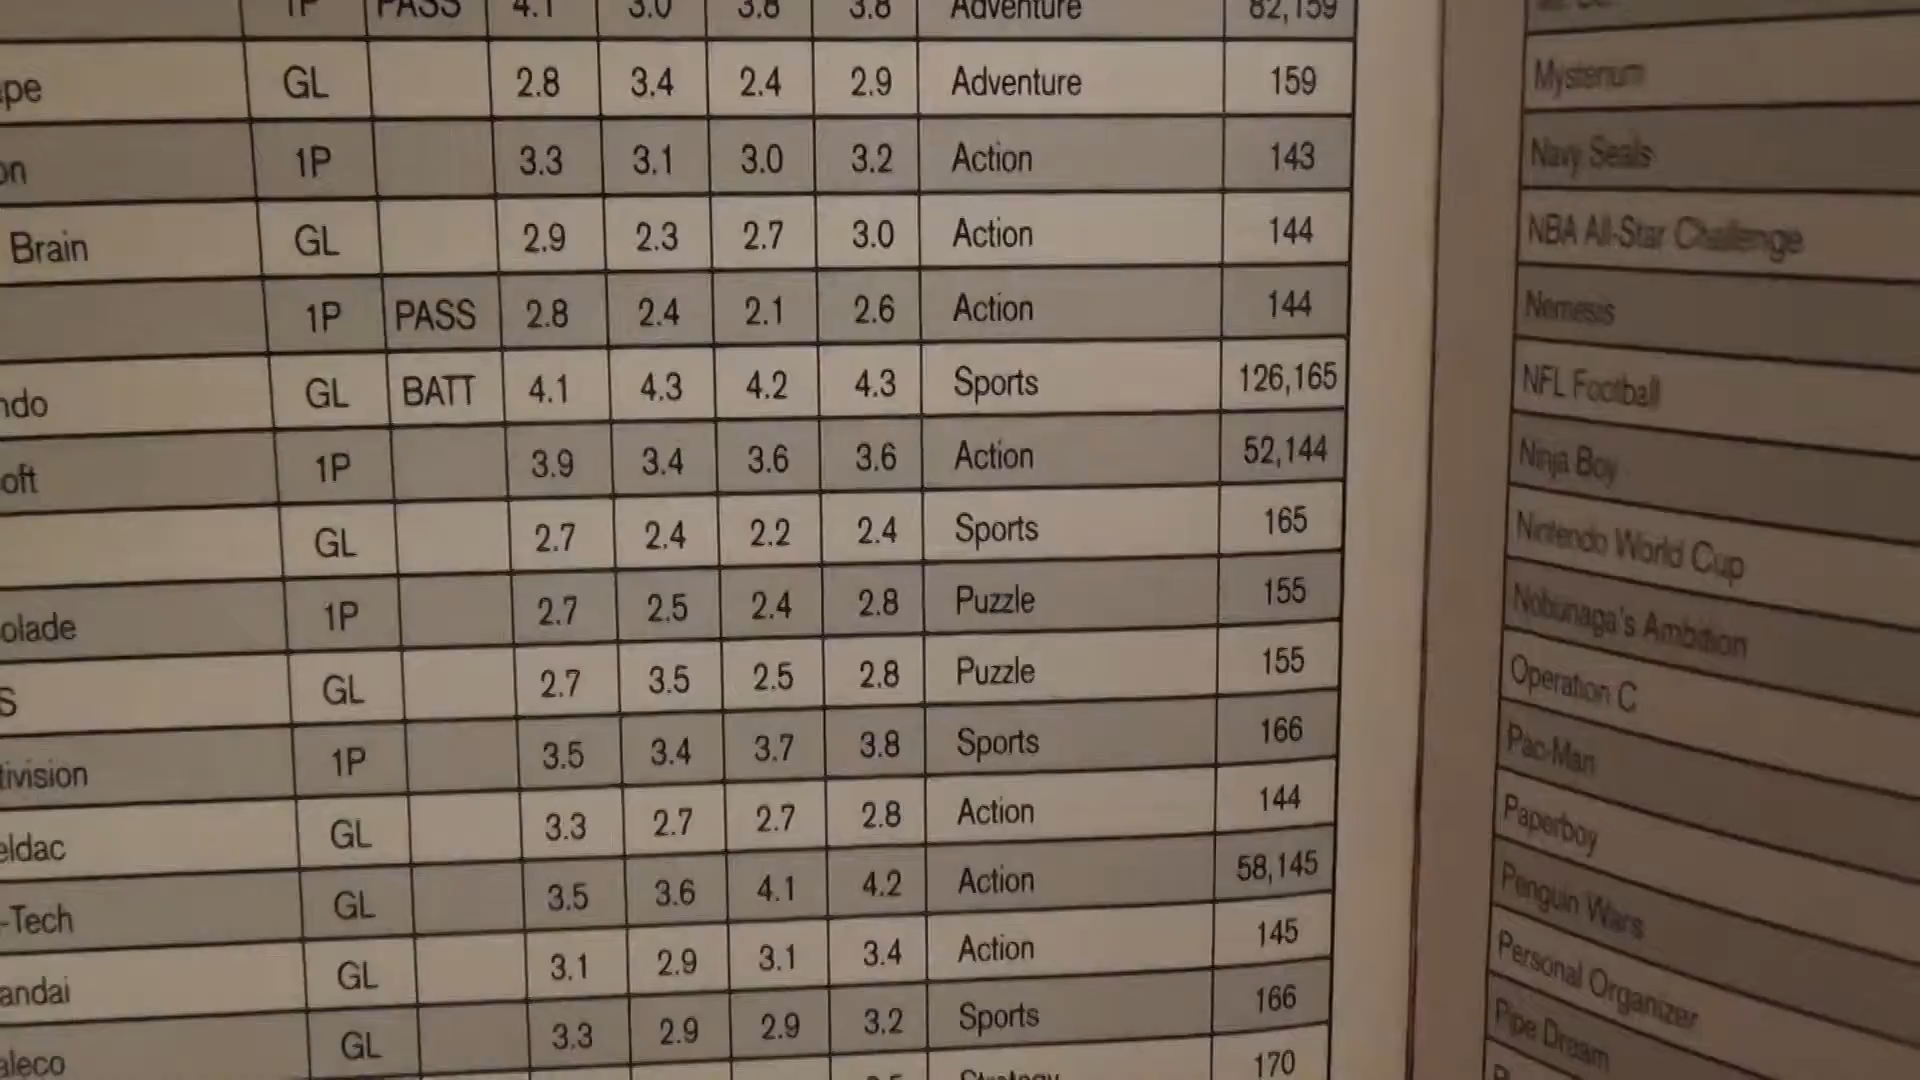 1P PASS 4.1 3.0 3.8 3.8 Adventure 82,159
pe GL 2.8 3.4 2.4 2.9 Adventure 159
on 1P 3.3 3.1 3.0 3.2 Action 143
Brain GL 2.9 2.3 2.7 3.0 Action 144
1P PASS 2.8 2.4 2.1 2.6 Action 144
ndo GL BATT 4.1 4.3 4.2 4.3 Sports 126,165
oft 1P 3.9 3.4 3.6 3.6 Action 52,144
GL 2.7 2.4 2.2 2.4 Sports 165
olade 1P 2.7 2.5 2.4 2.8 Puzzle 155
S GL 2.7 3.5 2.5 2.8 Puzzle 155
tivision 1P 3.5 3.4 3.7 3.8 Sports 166
eldac GL 3.3 2.7 2.7 2.8 Action 144
-Tech GL 3.5 3.6 4.1 4.2 Action 58,145
andai GL 3.1 2.9 3.1 3.4 Action 145
aleco GL 3.3 2.9 2.9 3.2 Sports 166
Strategy 170
Mysterium
Navy Seals
NBA All-Star Challenge
Nemesis
NFL Football
Ninja Boy
Nintendo World Cup
Nobunaga's Ambition
Operation C
Pac-Man
Paperboy
Penguin Wars
Personal Organizer
Pipe Dream